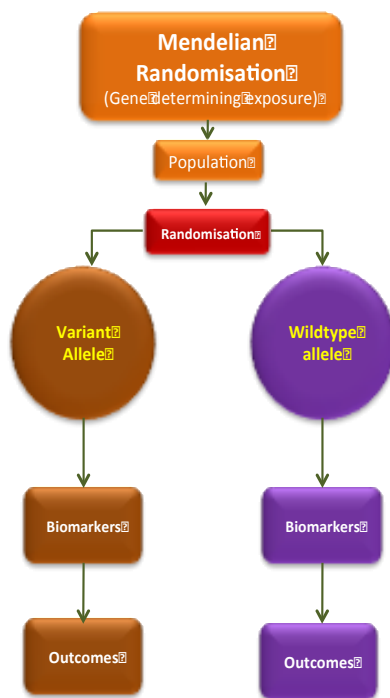 Mendelian⍰
Randomisation⍰
(Gene⍰determining⍰exposure)⍰
Population⍰
Randomisation⍰
Variant⍰
Allele⍰
Wildtype⍰
allele⍰
Biomarkers⍰
Biomarkers⍰
Outcomes⍰
Outcomes⍰